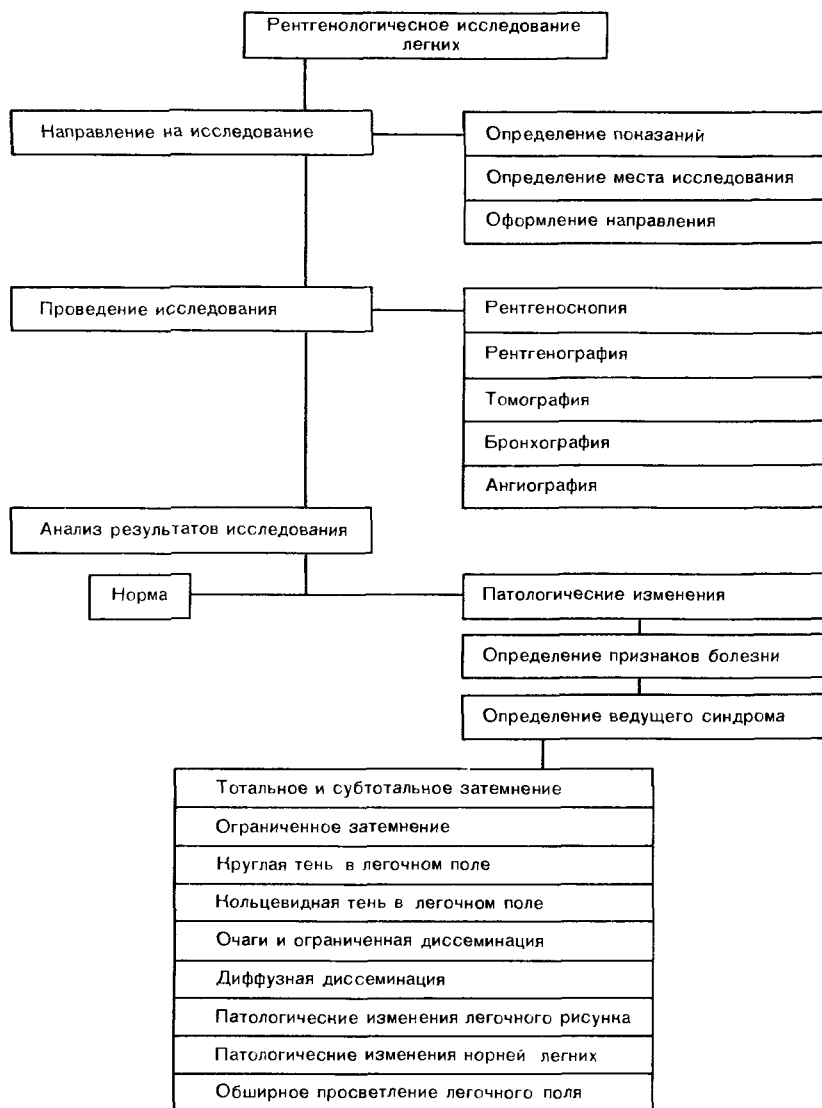 Рентгенологическое исследование
легких
Направление на исследование
Определение показаний
Определение места исследования
Оформление направления
Проведение исследования
Рентгеноскопия
Рентгенография
Томография
Бронхография
Ангиография
Анализ результатов исследования
Норма
Патологические изменения
Определение признаков болезни
Определение ведущего синдрома
Тотальное и субтотальное затемнение
Ограниченное затемнение
Круглая тень в легочном поле
Кольцевидная тень в легочном поле
Очаги и ограниченная диссеминация
Диффузная диссеминация
Патологические изменения легочного рисунка
Патологические изменения норней легних
Обширное просветление легочного поля